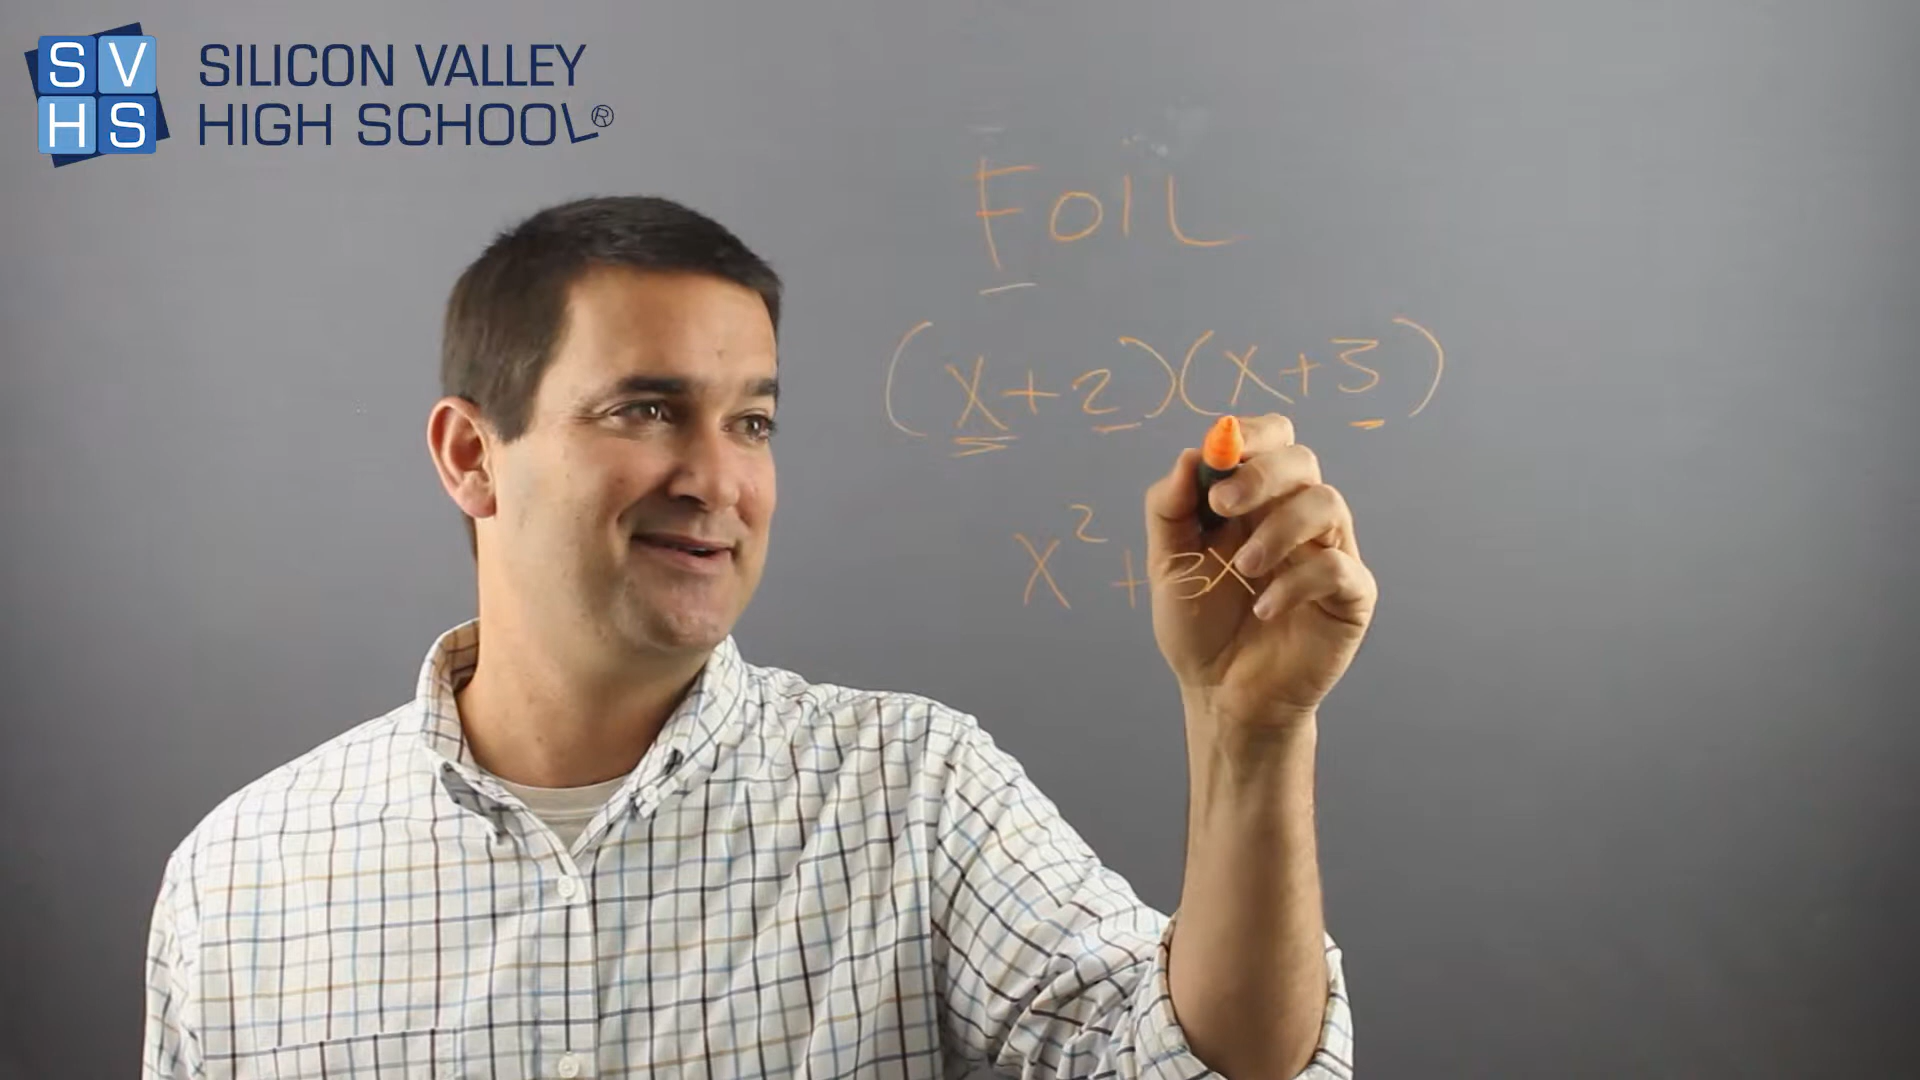 SV
HS
SILICON VALLEY
HIGH SCHOOL®
FOIL
(x+2)(x+3)
x²+3x